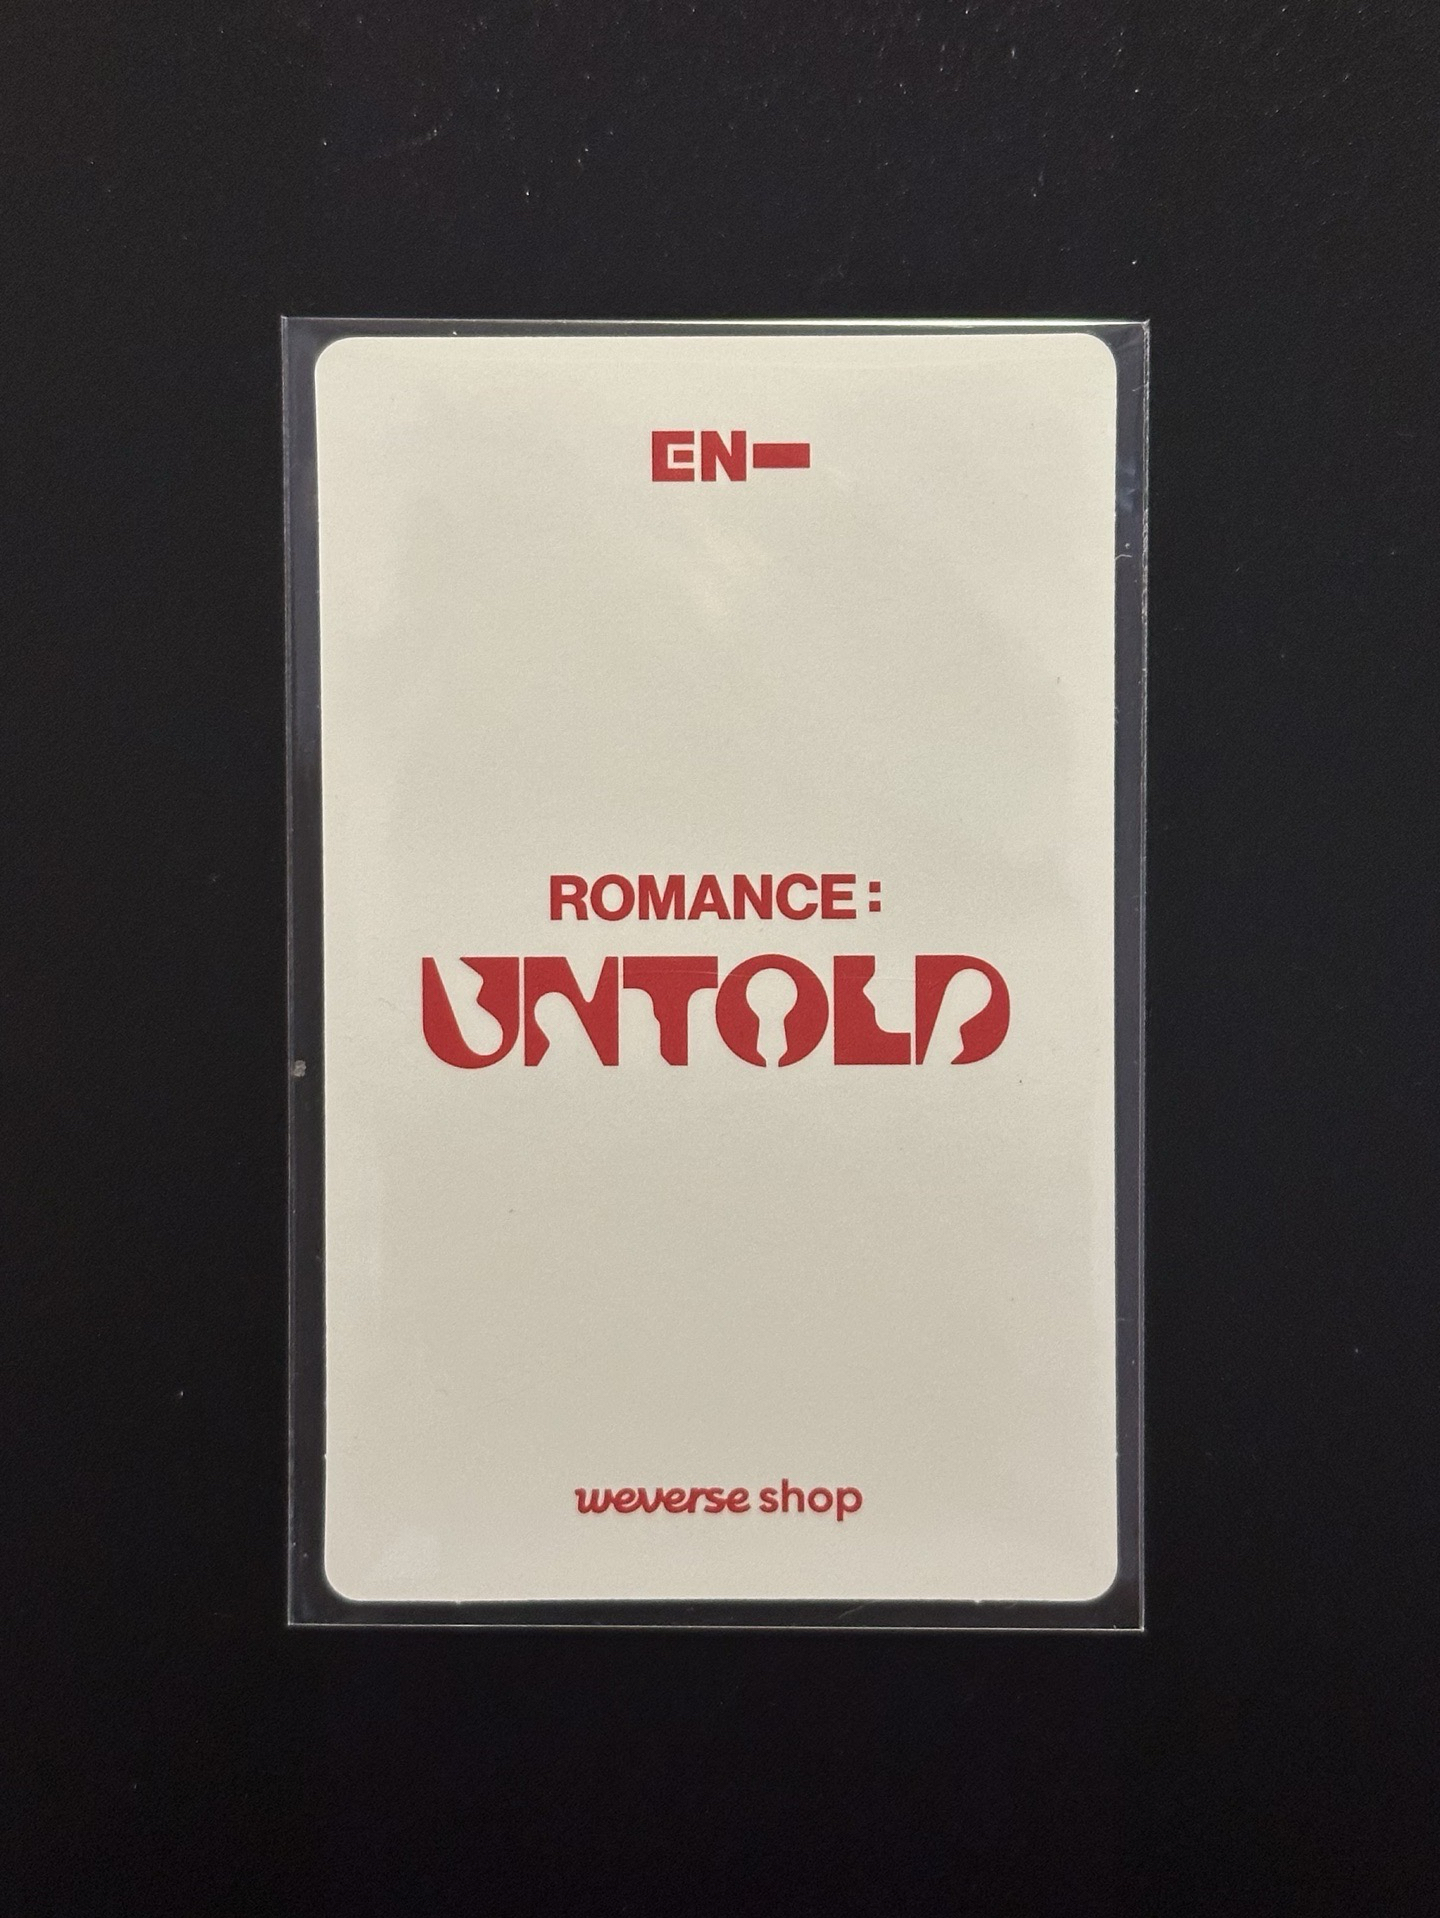 EN-
ROMANCE:
UNTOLD
weverse shop